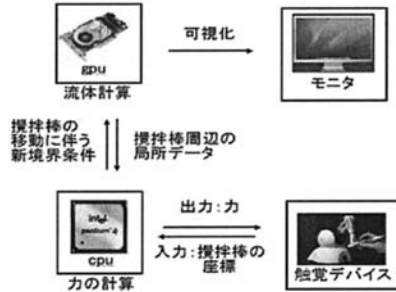 可視化
gpu
モニタ
流体計算
攪拌棒の
移動に伴う
新境界条件
攪拌棒周辺の
局所データ
出力：力
intel
pentium 4
cpu
入力：攪拌棒の
座標
力の計算
触覚デバイス